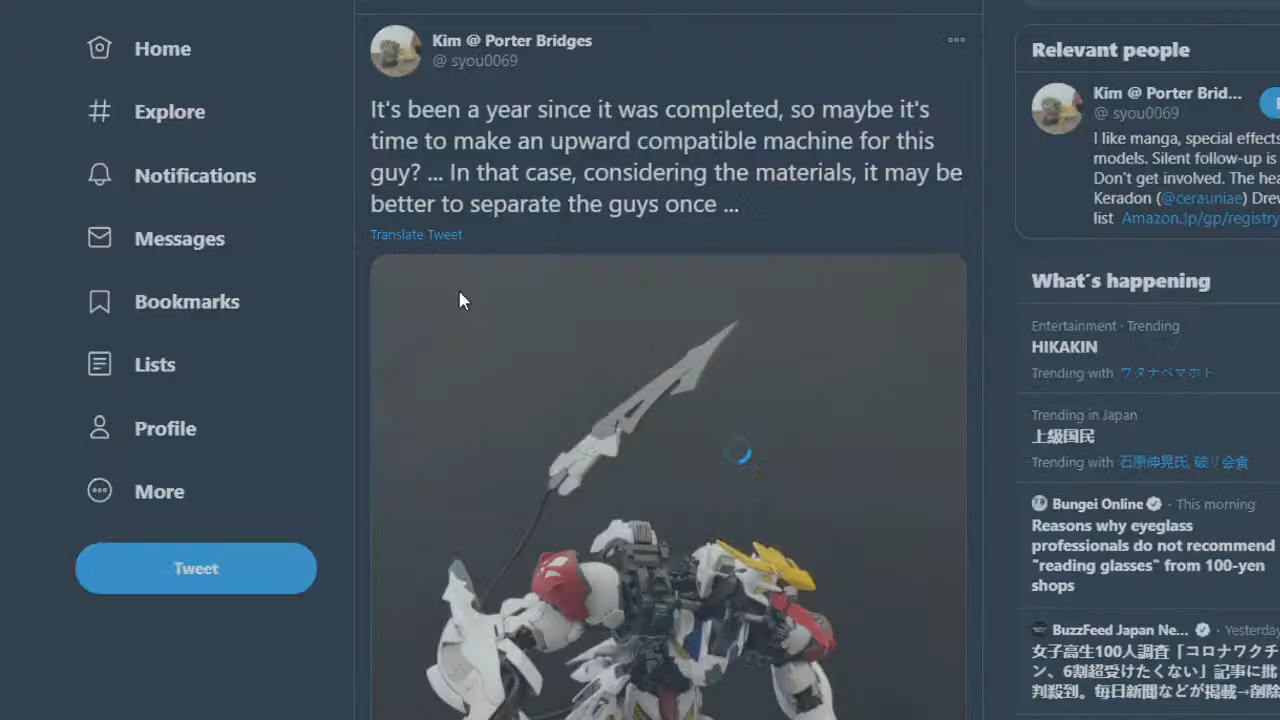 Home
Explore
Notifications
Messages
Bookmarks
Lists
Profile
More
Tweet
Kim @ Porter Bridges
@ syou0069
It's been a year since it was completed, so maybe it's
time to make an upward compatible machine for this
guy? ... In that case, considering the materials, it may be
better to separate the guys once ...
Translate Tweet
Relevant people
Kim @ Porter Brid...
@ syou0069
I like manga, special effects
models. Silent follow-up is
Don't get involved. The hea
Keradon (@cerauniae) Drew
list Amazon.jp/gp/registry
What´s happening
Entertainment · Trending
HIKAKIN
Trending with ワタナベマホト
Trending in Japan
上級国民
Trending with 石原伸晃氏, 破り会食
Bungei Online · This morning
Reasons why eyeglass
professionals do not recommend
"reading glasses" from 100-yen
shops
BuzzFeed Japan Ne... · Yesterday
女子高生100人調査「コロナワクチ
ン、6割超受けたくない」記事に批
判殺到。毎日新聞などが掲載→削除